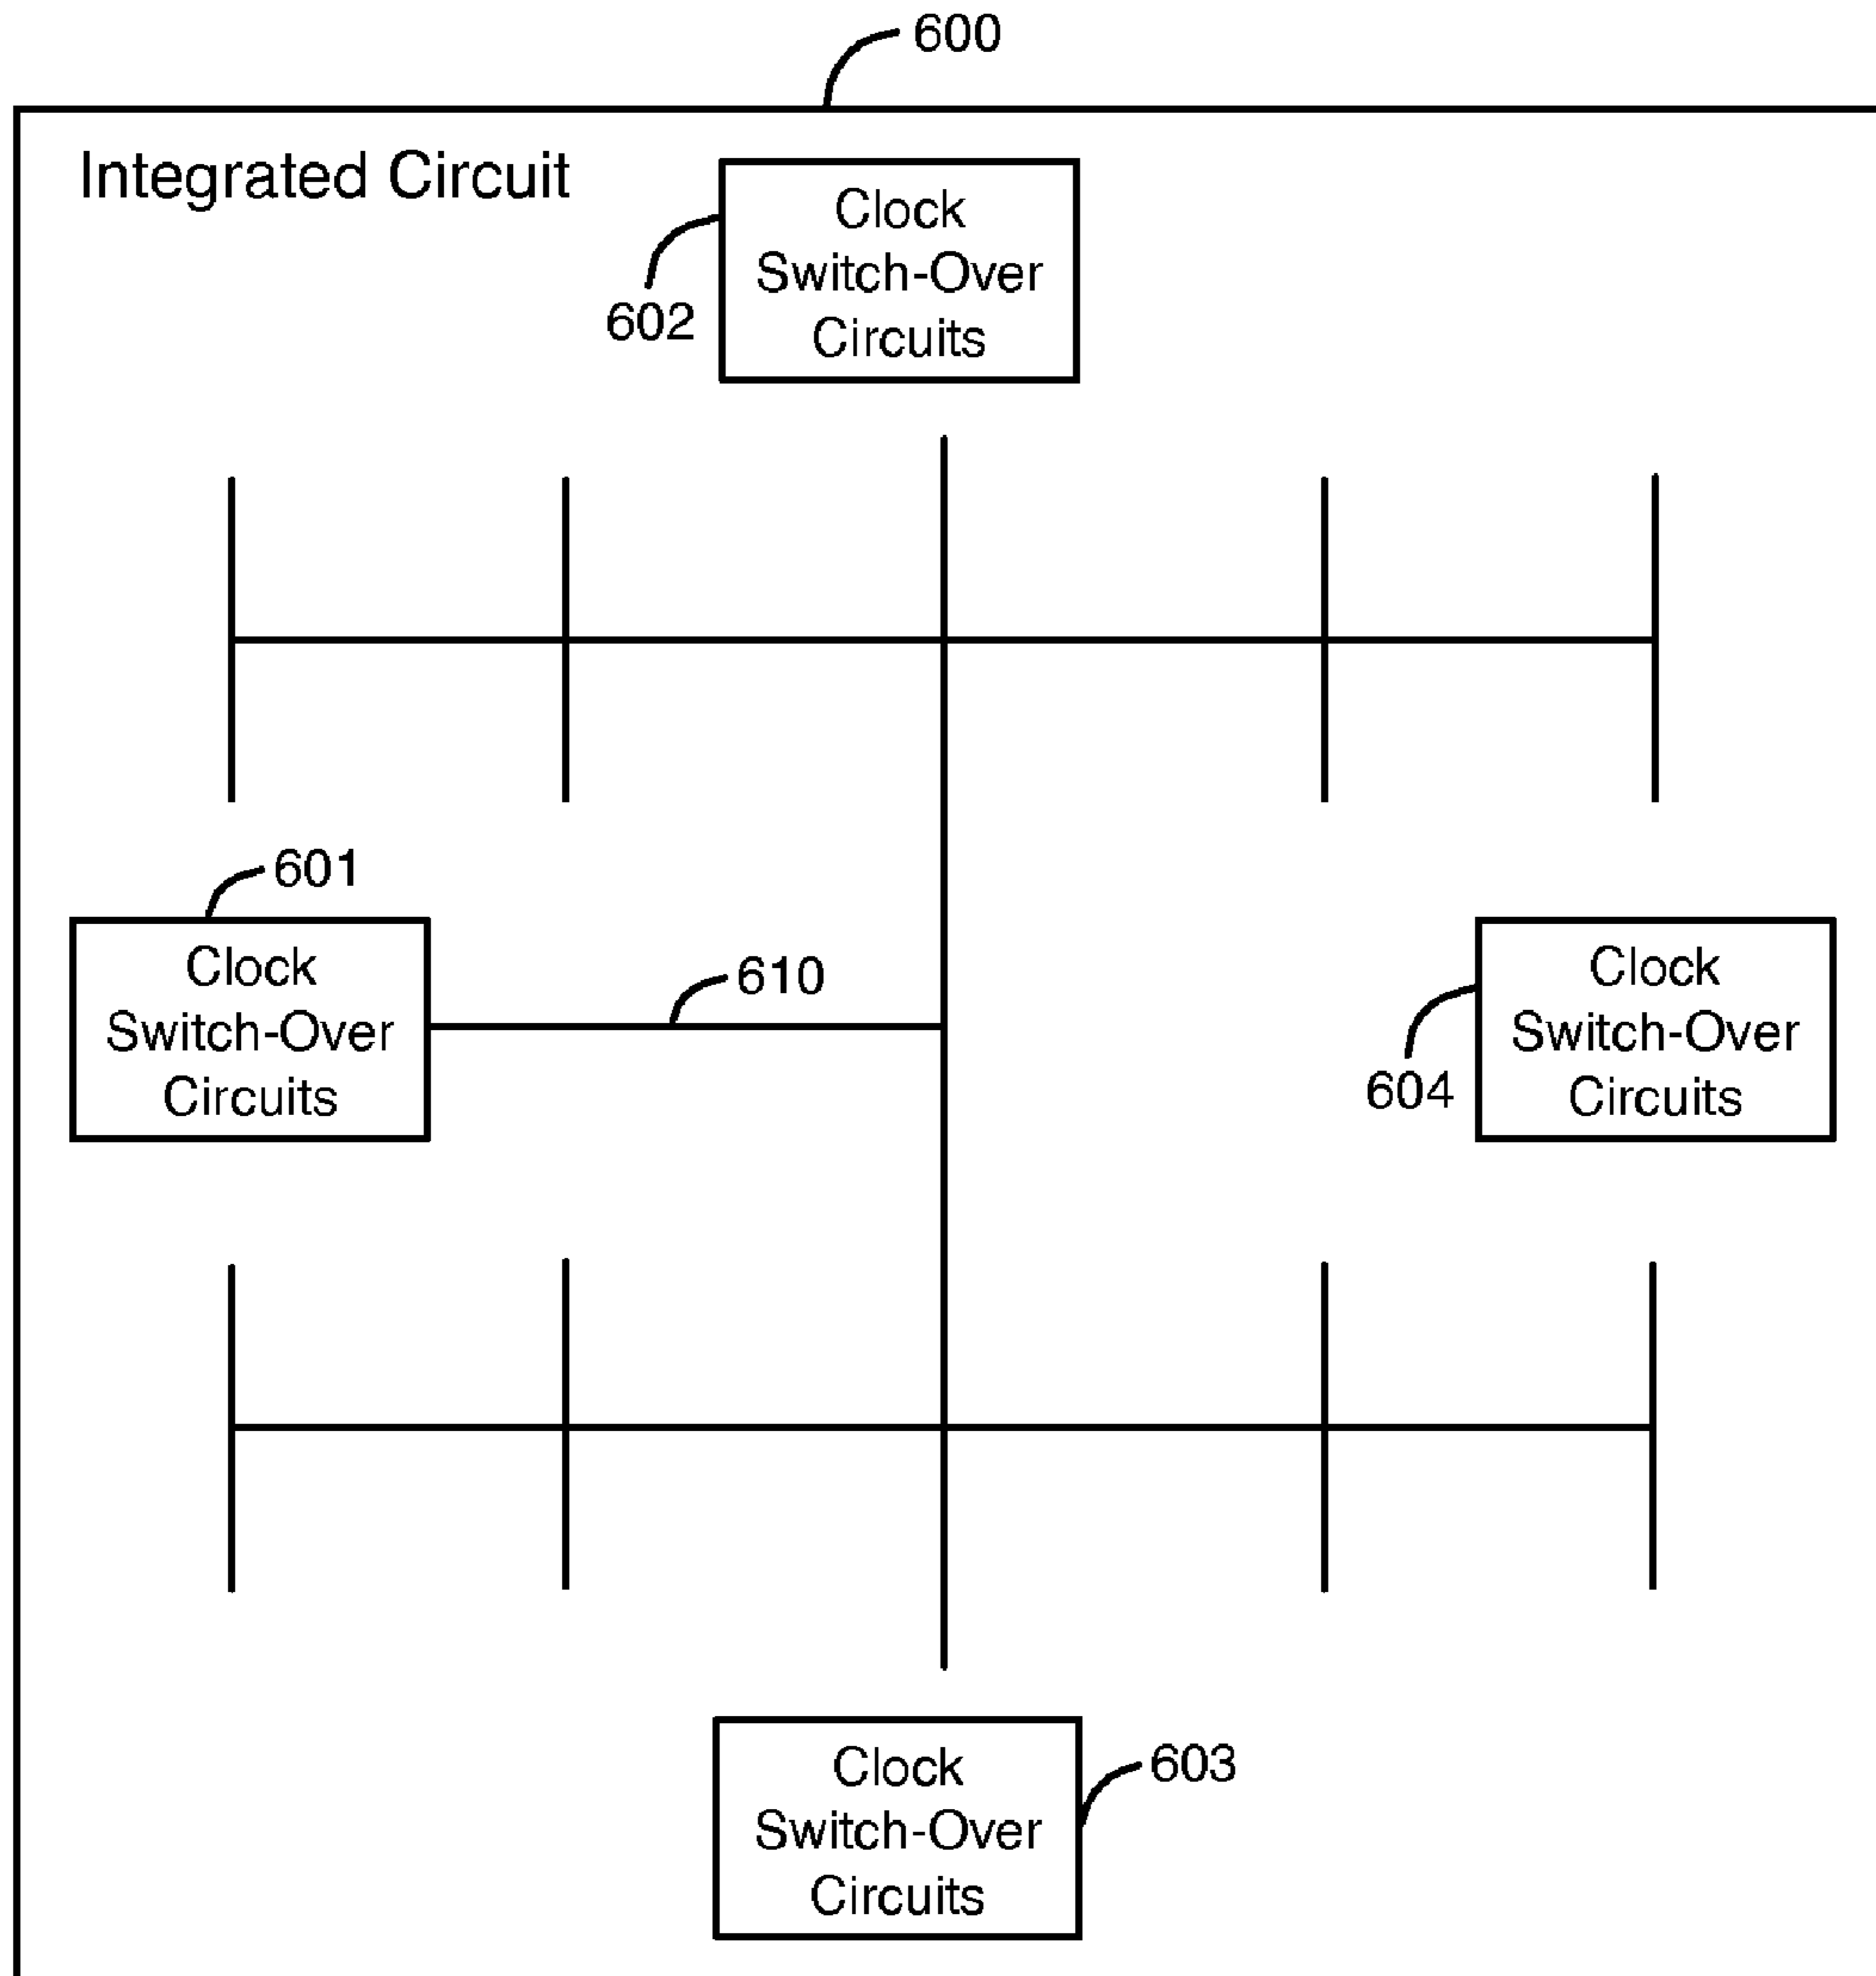 600
Integrated Circuit
Clock
Switch-Over
Circuits
602
601
Clock
Switch-Over
Circuits
610
Clock
Switch-Over
Circuits
604
Clock
Switch-Over
Circuits
603